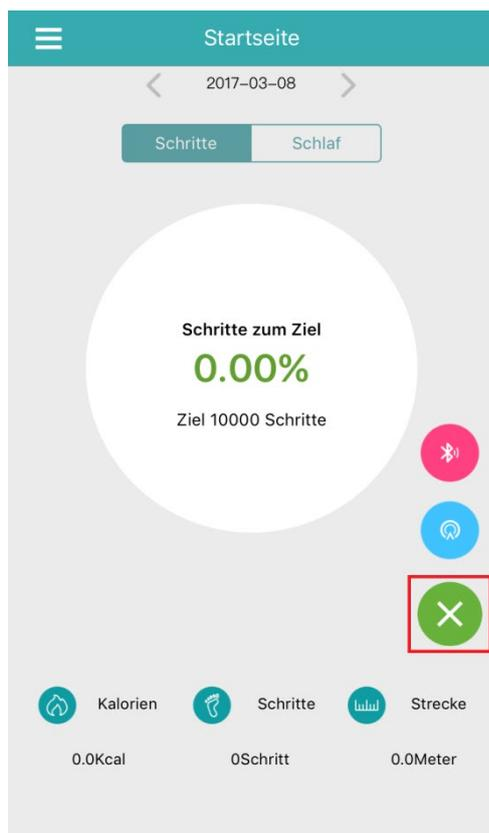 Startseite
2017-03-08
Schritte Schlaf
Schritte zum Ziel
0.00%
Ziel 10000 Schritte
Kalorien Schritte Strecke
0.0Kcal 0Schritt 0.0Meter